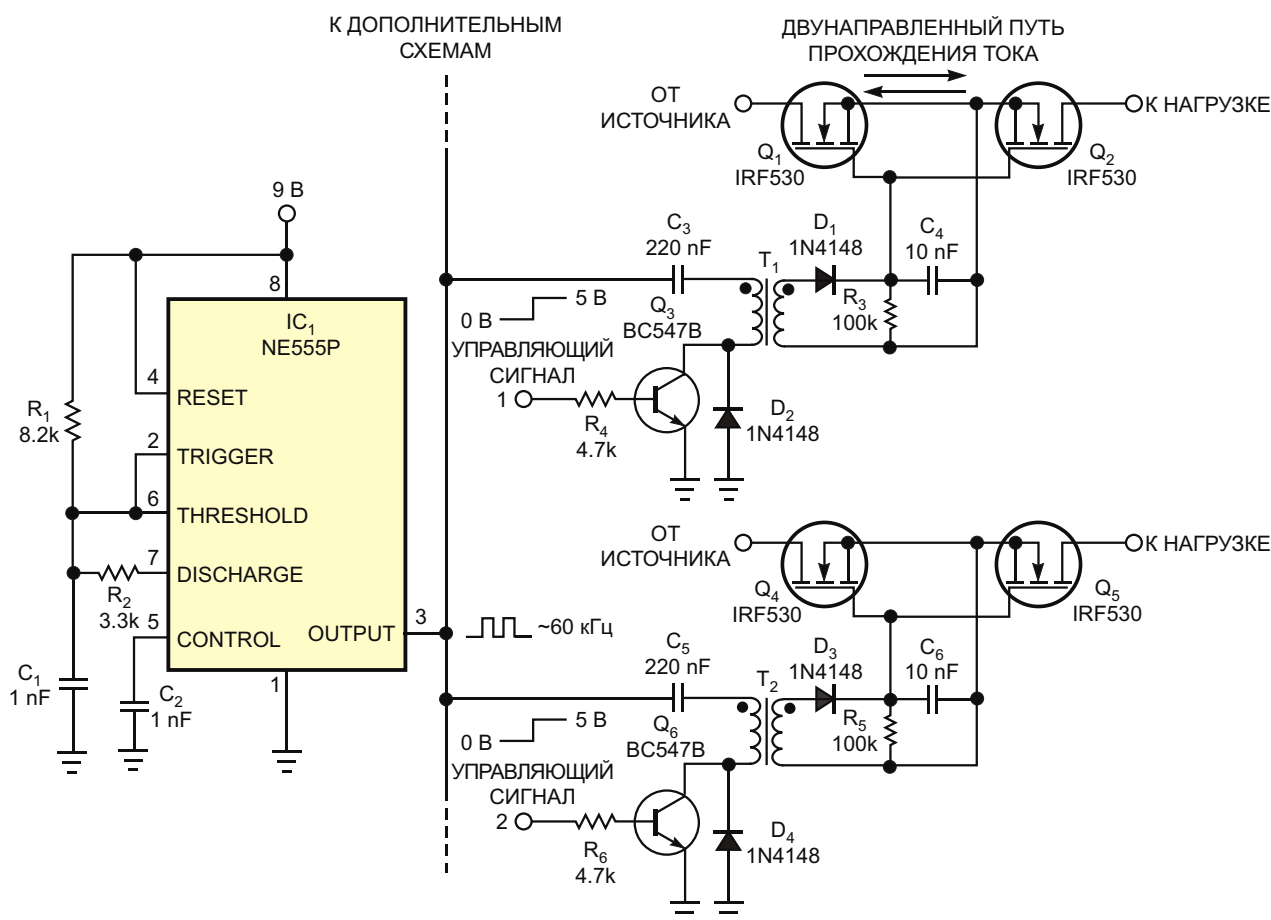 К ДОПОЛНИТЕЛЬНЫМ
СХЕМАМ
ДВУНАПРАВЛЕННЫЙ ПУТЬ
ПРОХОЖДЕНИЯ ТОКА
ОТ
ИСТОЧНИКА
К НАГРУЗКЕ
Q1
IRF530
Q2
IRF530
9 В
8
IC1
NE555P
4
RESET
R1
8.2k
2
TRIGGER
6
THRESHOLD
7
DISCHARGE
R2
3.3k
5
CONTROL
OUTPUT
3
1
C1
1 nF
C2
1 nF
~60 кГц
C3
220 nF
T1
D1
1N4148
C4
10 nF
R3
100k
0 В
5 В
Q3
BC547B
УПРАВЛЯЮЩИЙ
СИГНАЛ
1
R4
4.7k
D2
1N4148
ОТ
ИСТОЧНИКА
К НАГРУЗКЕ
Q4
IRF530
Q5
IRF530
C5
220 nF
T2
D3
1N4148
C6
10 nF
R5
100k
0 В
5 В
Q6
BC547B
УПРАВЛЯЮЩИЙ
СИГНАЛ
2
R6
4.7k
D4
1N4148